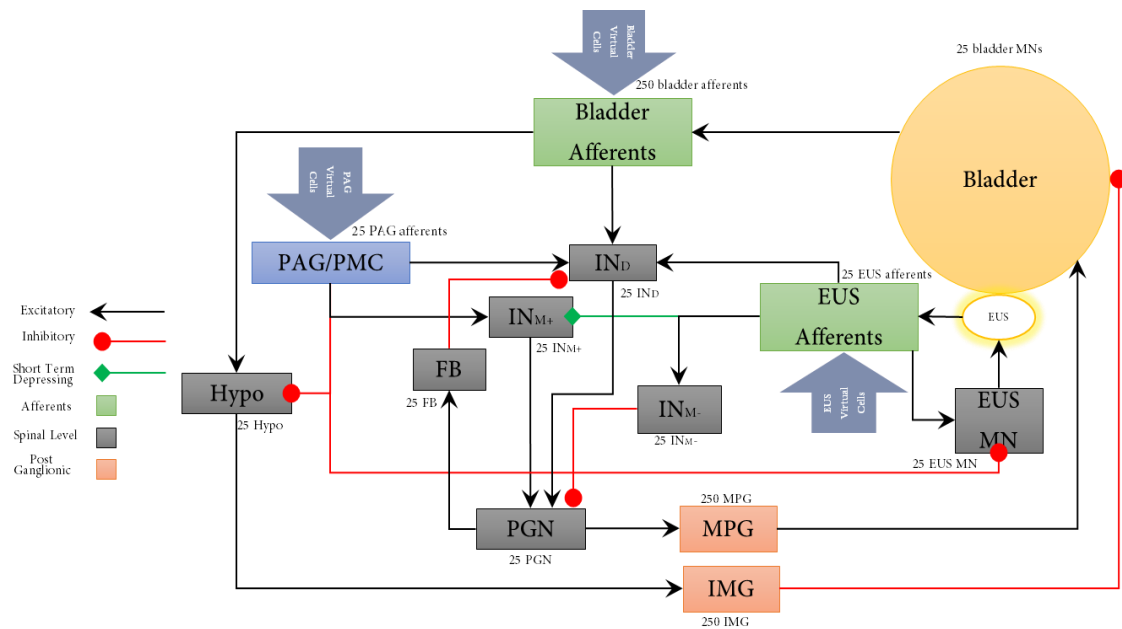 Bladder
Virtual
Cells
25 bladder MNs
250 bladder afferents
Bladder
Afferents
PAG
Virtual
Cells
Bladder
25 PAG afferents
PAG/PMC
IND
25 IND
25 EUS afferents
EUS
Afferents
EUS
Excitatory
Inhibitory
Short Term
Depressing
Afferents
Spinal Level
Post
Ganglionic
INM+
25 INM+
FB
25 FB
Hypo
25 Hypo
INM-
25 INM-
EUS
Virtual
Cells
EUS
MN
25 EUS MN
PGN
25 PGN
250 MPG
MPG
IMG
250 IMG